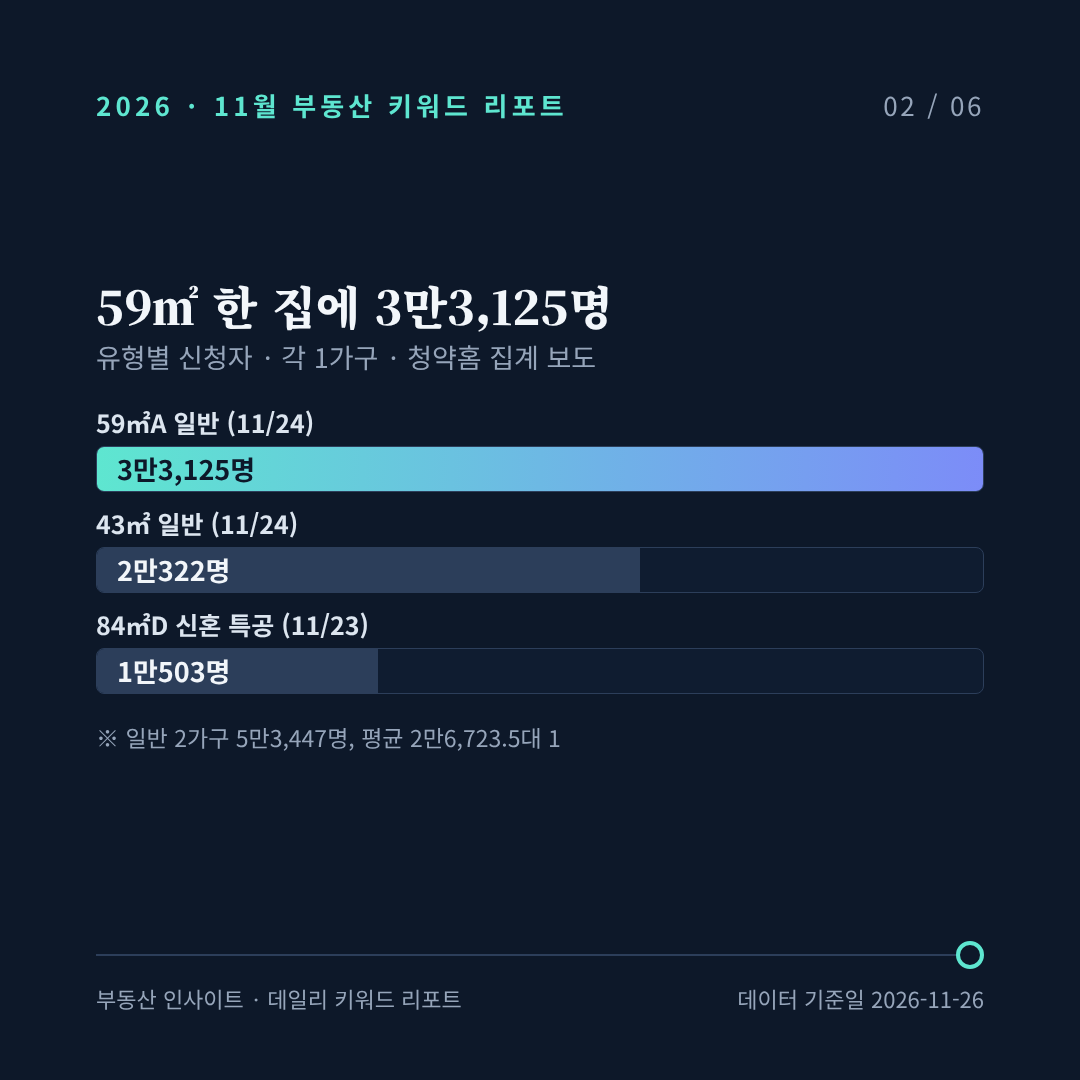 2026 · 11월 부동산 키워드 리포트
02 / 06
59㎡ 한 집에 3만3,125명
유형별 신청자 · 각 1가구 · 청약홈 집계 보도
59㎡A 일반 (11/24)
3만3,125명
43㎡ 일반 (11/24)
2만322명
84㎡D 신혼 특공 (11/23)
1만503명
※ 일반 2가구 5만3,447명, 평균 2만6,723.5대 1
부동산 인사이트 · 데일리 키워드 리포트
데이터 기준일 2026-11-26